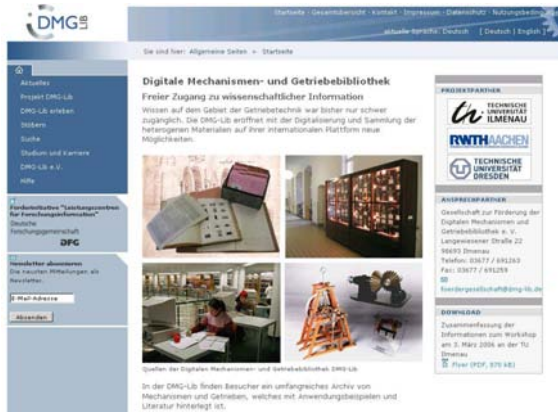 DMG LIB
Startseite - Gesamtübersicht - Kontakt - Impressum - Datenschutz - Nutzungsbedin
aktuelle Sprache: Deutsch [ Deutsch | English ]
Sie sind hier: Allgemeine Seiten » Startseite
Aktuelles
Projekt DMG-Lib
DMG-Lib erleben
Stöbern
Suche
Studium und Karriere
DMG-Lib e.V.
Hilfe
Förderinitiative "Leistungszentren
für Forschungsinformation"
Deutsche
Forschungsgemeinschaft
DFG
Newsletter abonnieren
Die neusten Mitteilungen als
Newsletter.
E-Mail-Adresse
Absenden
Digitale Mechanismen- und Getriebebibliothek
Freier Zugang zu wissenschaftlicher Information
Wissen auf dem Gebiet der Getriebetechnik war bisher nur schwer
zugänglich. Die DMG-Lib eröffnet mit der Digitalisierung und Sammlung der
heterogenen Materialien auf ihrer internationalen Plattform neue
Möglichkeiten.
Quellen der Digitalen Mechanismen- und Getriebebibliothek DMG-Lib
In der DMG-Lib finden Besucher ein umfangreiches Archiv von
Mechanismen und Getrieben, welches mit Anwendungsbeispielen und
Literatur hinterlegt ist.
PROJEKTPARTNER
th
TECHNISCHE
UNIVERSITÄT
ILMENAU
RWTHAACHEN
TECHNISCHE
UNIVERSITÄT
DRESDEN
ANSPRECHPARTNER
Gesellschaft zur Förderung der
Digitalen Mechanismen und
Getriebebibliothek e. V.
Langewiesener Straße 22
98693 Ilmenau
Telefon: 03677 / 691263
Fax: 03677 / 691259
foerdergesellschaft@dmg-lib.de
DOWNLOAD
Zusammenfassung der
Informationen zum Workshop
am 3. März 2006 an der TU
Ilmenau
Flyer (PDF, 970 kB)